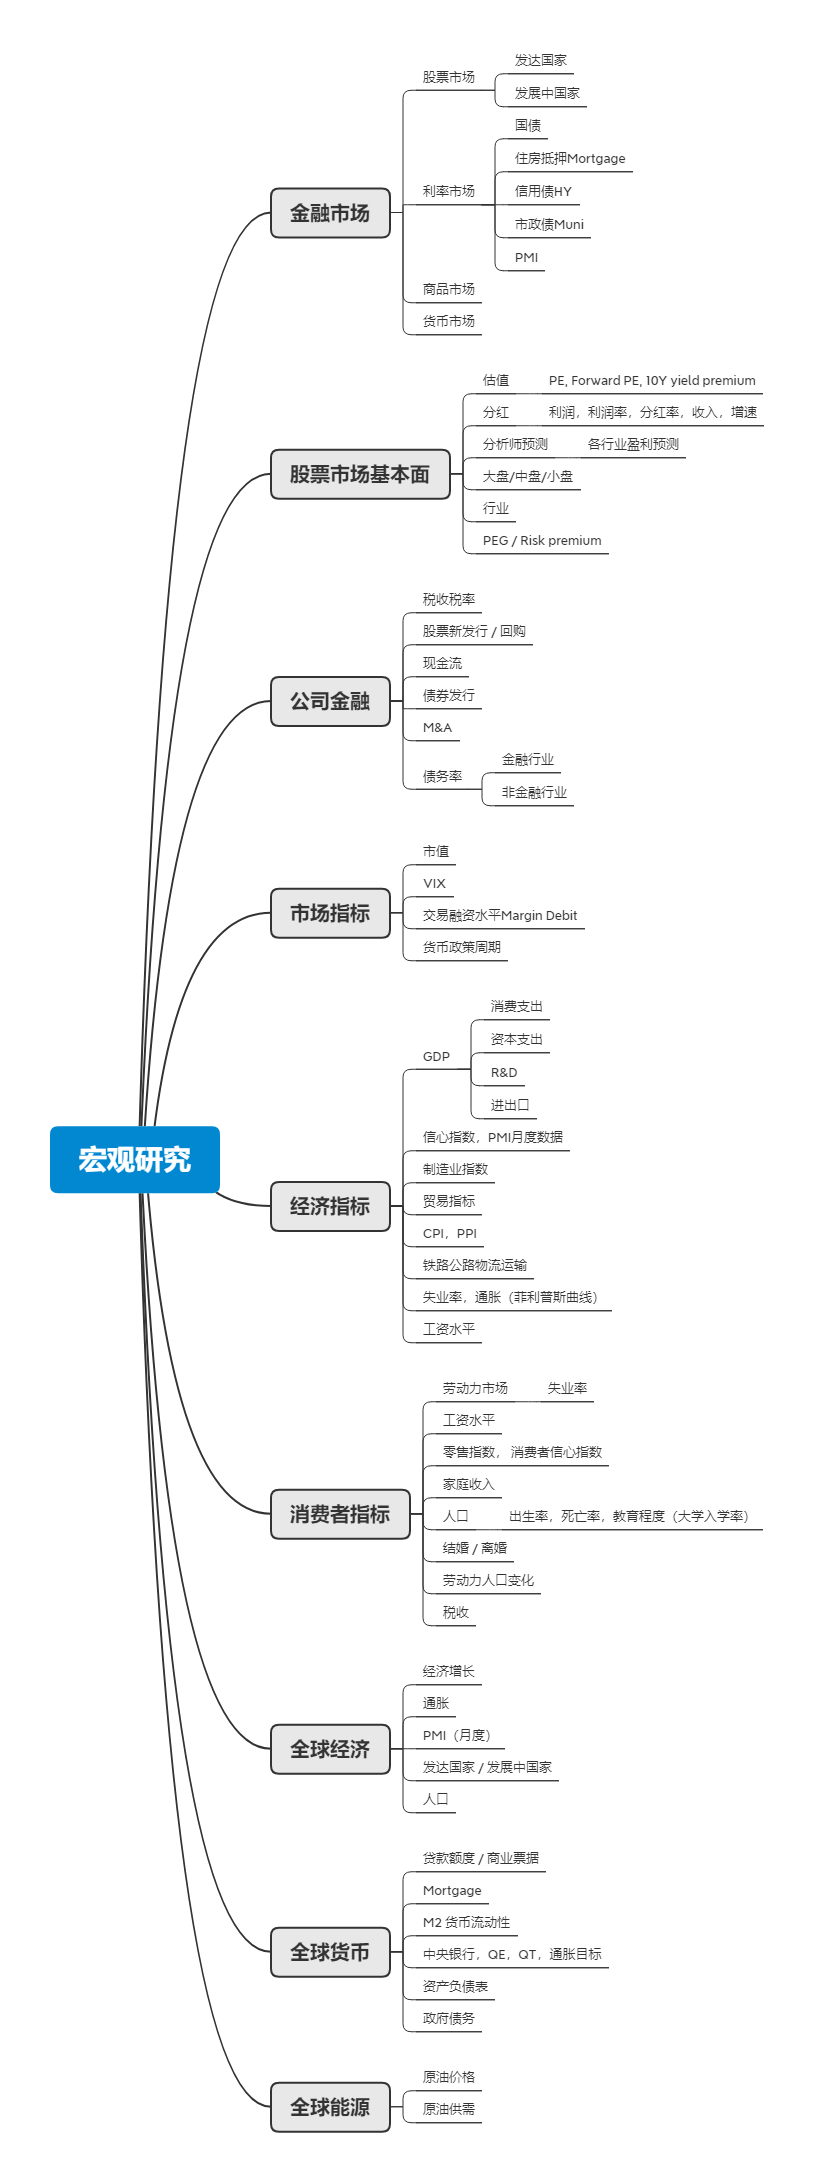 宏观研究
金融市场
股票市场
发达国家
发展中国家
利率市场
国债
住房抵押Mortgage
信用债HY
市政债Muni
PMI
商品市场
货币市场
股票市场基本面
估值
PE, Forward PE, 10Y yield premium
分红
利润，利润率，分红率，收入，增速
分析师预测
各行业盈利预测
大盘/中盘/小盘
行业
PEG / Risk premium
公司金融
税收税率
股票新发行 / 回购
现金流
债券发行
M&A
债务率
金融行业
非金融行业
市场指标
市值
VIX
交易融资水平Margin Debit
货币政策周期
经济指标
GDP
消费支出
资本支出
R&D
进出口
信心指数，PMI月度数据
制造业指数
贸易指标
CPI，PPI
铁路公路物流运输
失业率，通胀（菲利普斯曲线）
工资水平
消费者指标
劳动力市场
失业率
工资水平
零售指数， 消费者信心指数
家庭收入
人口
出生率，死亡率，教育程度（大学入学率）
结婚 / 离婚
劳动力人口变化
税收
全球经济
经济增长
通胀
PMI（月度）
发达国家 / 发展中国家
人口
全球货币
贷款额度 / 商业票据
Mortgage
M2 货币流动性
中央银行，QE，QT，通胀目标
资产负债表
政府债务
全球能源
原油价格
原油供需